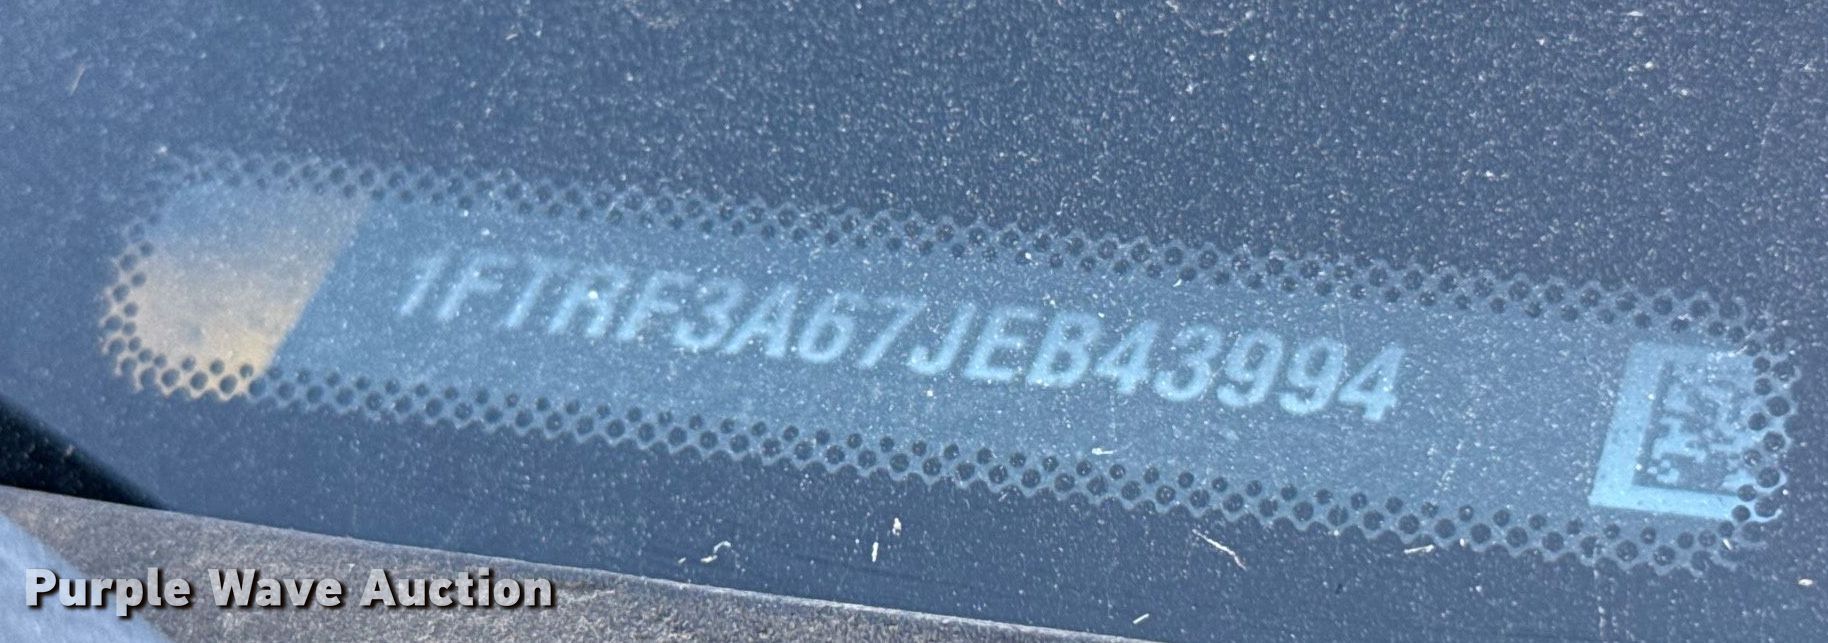 1FTRF3A67JEB43994
Purple Wave Auction